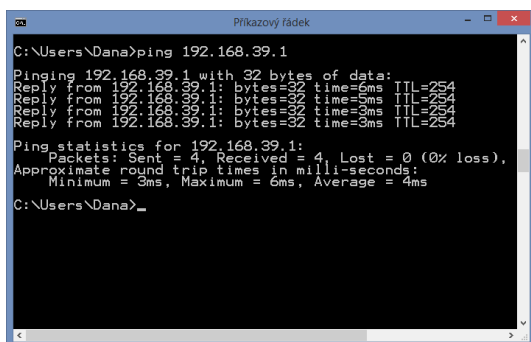 Příkazový řádek
C:\Users\Dana>ping 192.168.39.1
Pinging 192.168.39.1 with 32 bytes of data:
Reply from 192.168.39.1: bytes=32 time=6ms TTL=254
Reply from 192.168.39.1: bytes=32 time=5ms TTL=254
Reply from 192.168.39.1: bytes=32 time=3ms TTL=254
Reply from 192.168.39.1: bytes=32 time=3ms TTL=254
Ping statistics for 192.168.39.1:
Packets: Sent = 4, Received = 4, Lost = 0 (0% loss),
Approximate round trip times in milli-seconds:
Minimum = 3ms, Maximum = 6ms, Average = 4ms
C:\Users\Dana>_